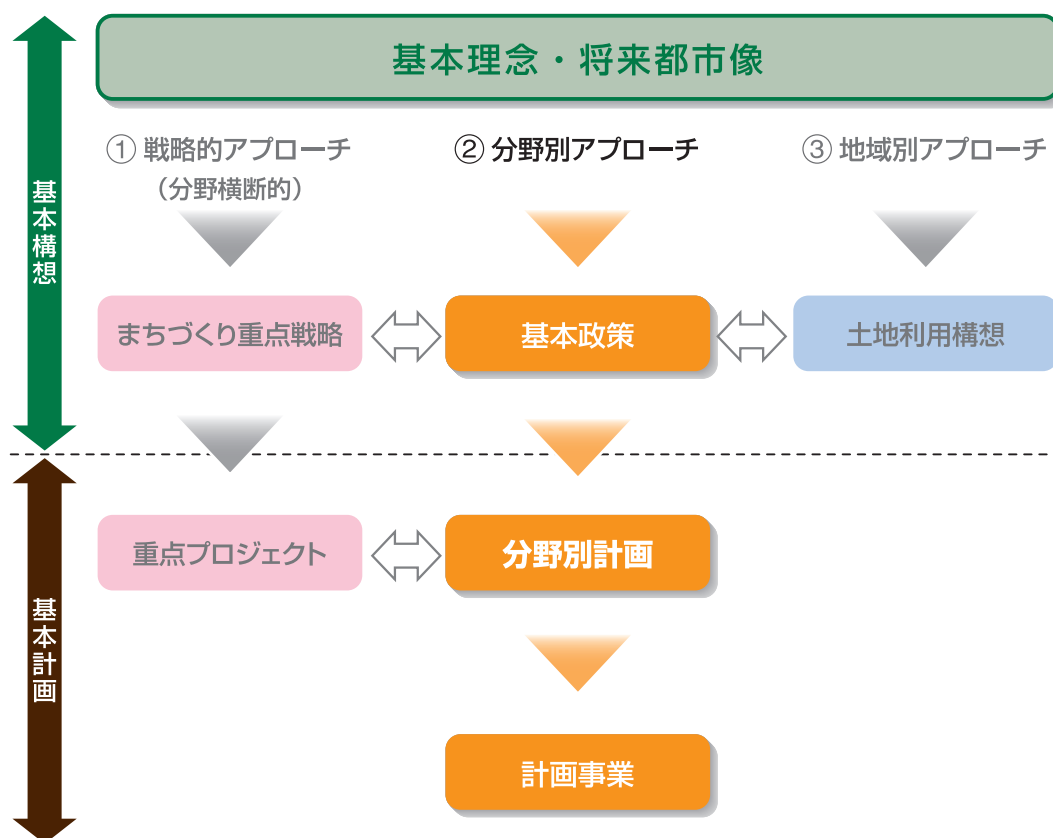 基本理念・将来都市像
① 戦略的アプローチ
（分野横断的）
② 分野別アプローチ
③ 地域別アプローチ
基本構想
まちづくり重点戦略
基本政策
土地利用構想
基本計画
重点プロジェクト
分野別計画
計画事業